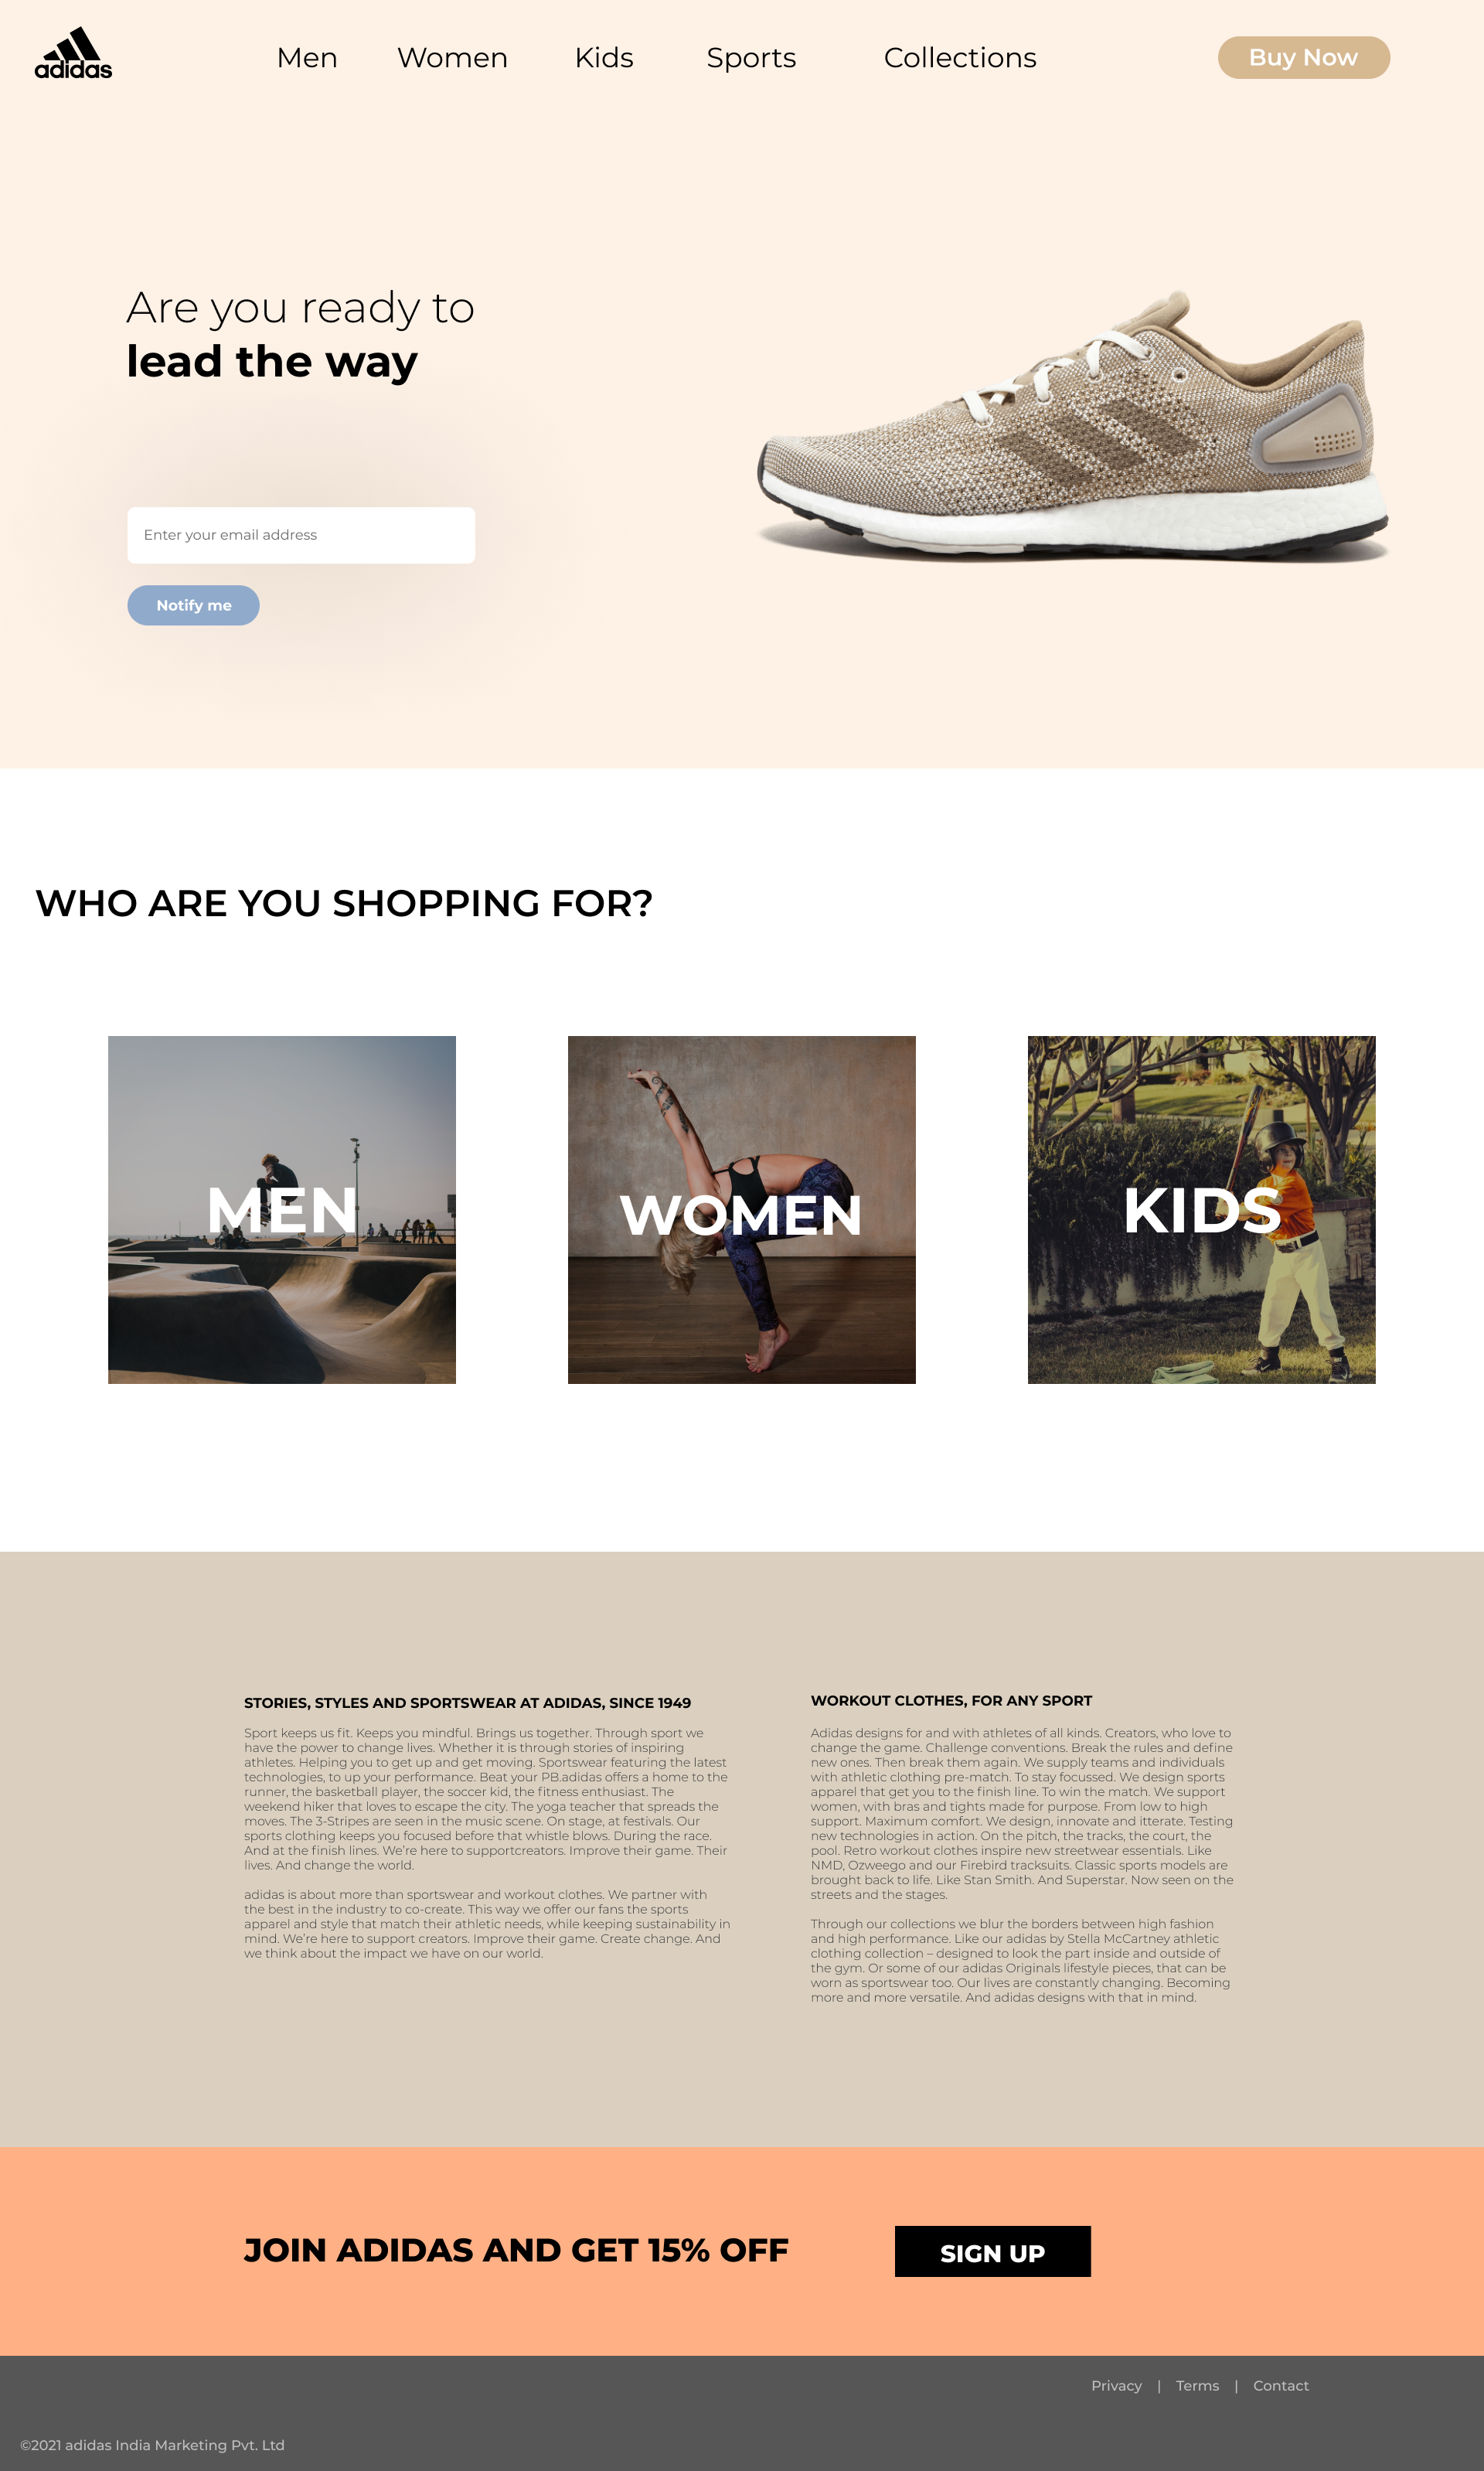 adidas
Men Women Kids Sports Collections Buy Now
Are you ready to
lead the way
Enter your email address
Notify me
WHO ARE YOU SHOPPING FOR?
MEN
WOMEN
KIDS
STORIES, STYLES AND SPORTSWEAR AT ADIDAS, SINCE 1949
Sport keeps us fit. Keeps you mindful. Brings us together. Through sport we
have the power to change lives. Whether it is through stories of inspiring
athletes. Helping you to get up and get moving. Sportswear featuring the latest
technologies, to up your performance. Beat your PB.adidas offers a home to the
runner, the basketball player, the soccer kid, the fitness enthusiast. The
weekend hiker that loves to escape the city. The yoga teacher that spreads the
moves. The 3-Stripes are seen in the music scene. On stage, at festivals. Our
sports clothing keeps you focused before that whistle blows. During the race.
And at the finish lines. We're here to supportcreators. Improve their game. Their
lives. And change the world.
adidas is about more than sportswear and workout clothes. We partner with
the best in the industry to co-create. This way we offer our fans the sports
apparel and style that match their athletic needs, while keeping sustainability in
mind. We're here to support creators. Improve their game. Create change. And
we think about the impact we have on our world.
WORKOUT CLOTHES, FOR ANY SPORT
Adidas designs for and with athletes of all kinds. Creators, who love to
change the game. Challenge conventions. Break the rules and define
new ones. Then break them again. We supply teams and individuals
with athletic clothing pre-match. To stay focussed. We design sports
apparel that get you to the finish line. To win the match. We support
women, with bras and tights made for purpose. From low to high
support. Maximum comfort. We design, innovate and itterate. Testing
new technologies in action. On the pitch, the tracks, the court, the
pool. Retro workout clothes inspire new streetwear essentials. Like
NMD, Ozweego and our Firebird tracksuits. Classic sports models are
brought back to life. Like Stan Smith. And Superstar. Now seen on the
streets and the stages.
Through our collections we blur the borders between high fashion
and high performance. Like our adidas by Stella McCartney athletic
clothing collection – designed to look the part inside and outside of
the gym. Or some of our adidas Originals lifestyle pieces, that can be
worn as sportswear too. Our lives are constantly changing. Becoming
more and more versatile. And adidas designs with that in mind.
JOIN ADIDAS AND GET 15% OFF
SIGN UP
Privacy | Terms | Contact
©2021 adidas India Marketing Pvt. Ltd